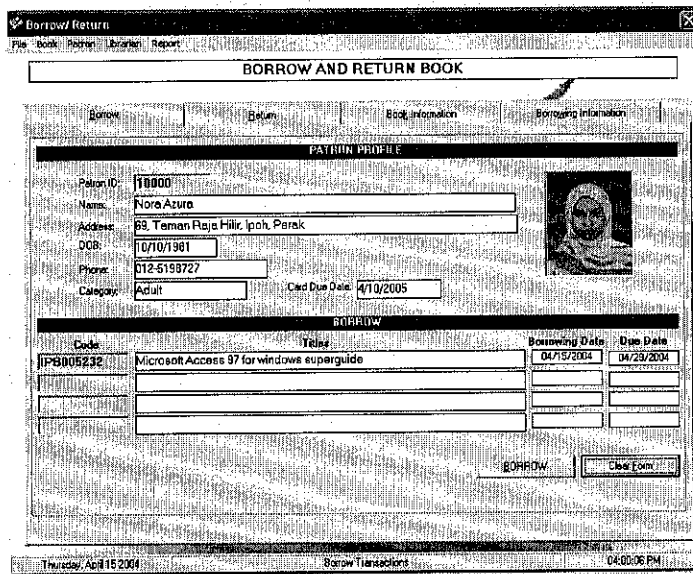 Borrow/ Return
File Book Patron Librarian Report
BORROW AND RETURN BOOK
Borrow Return Book Information Borrowing Information
PATRON PROFILE
Patron ID: 10000
Name: Nora Azura
Address: 69, Taman Raja Hilir, Ipoh, Perak
DOB: 10/10/1981
Phone: 012-5198727
Category: Adult Card Due Date: 4/10/2005
BORROW
Code Titles Borrowing Date Due Date
IPB005232 Microsoft Access 97 for windows superguide 04/15/2004 04/29/2004
BORROW Clear Form
Thursday, April 15 2004 Borrow Transactions 04:00:06 PM